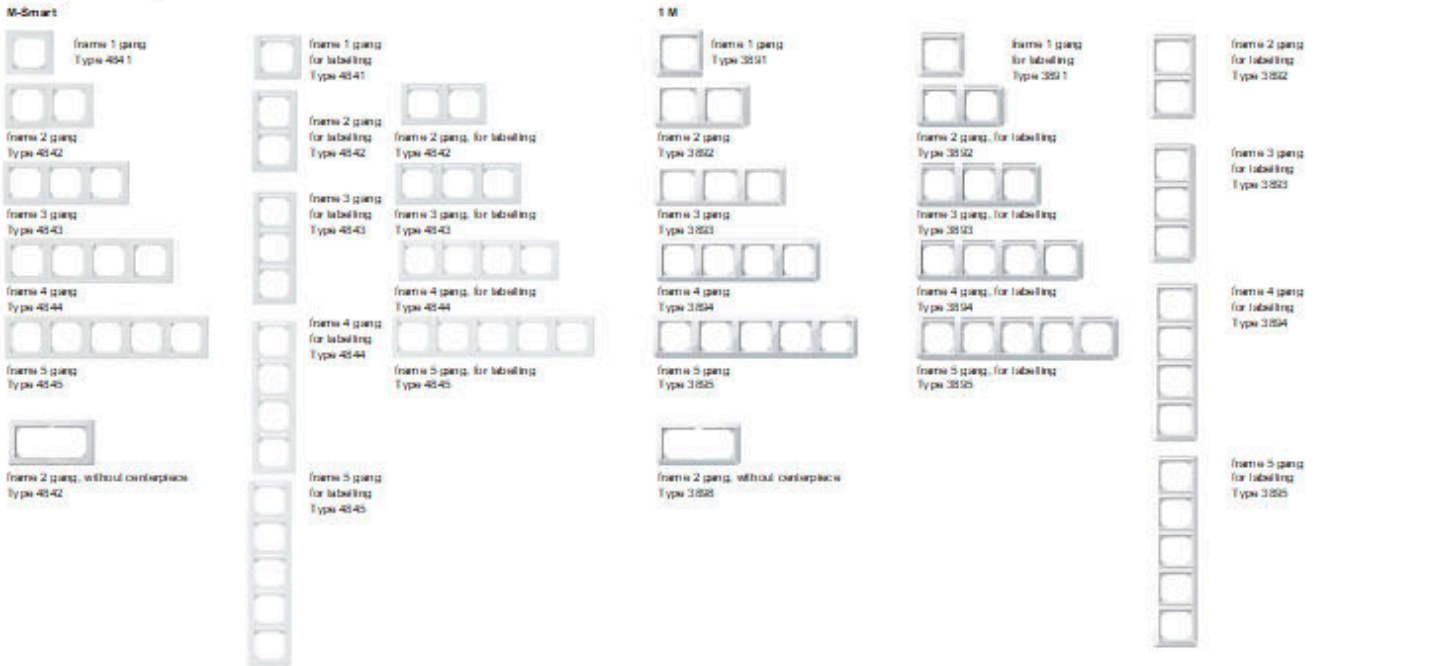 M-Smart
frame 1 gang
Type 4841
frame 2 gang
Type 4842
frame 3 gang
Type 4843
frame 4 gang
Type 4844
frame 5 gang
Type 4845
frame 2 gang, without centerpiece
Type 4842
frame 1 gang
for labelling
Type 4841
frame 2 gang
for labelling
Type 4842
frame 3 gang
for labelling
Type 4843
frame 4 gang
for labelling
Type 4844
frame 5 gang
for labelling
Type 4845
frame 2 gang, for labelling
Type 4842
frame 3 gang, for labelling
Type 4843
frame 4 gang, for labelling
Type 4844
frame 5 gang, for labelling
Type 4845
1 M
frame 1 gang
Type 3891
frame 2 gang
Type 3892
frame 3 gang
Type 3893
frame 4 gang
Type 3894
frame 5 gang
Type 3895
frame 2 gang, without centerpiece
Type 3898
frame 1 gang
for labelling
Type 3891
frame 2 gang, for labelling
Type 3892
frame 3 gang, for labelling
Type 3893
frame 4 gang, for labelling
Type 3894
frame 5 gang, for labelling
Type 3895
frame 2 gang
for labelling
Type 3892
frame 3 gang
for labelling
Type 3893
frame 4 gang
for labelling
Type 3894
frame 5 gang
for labelling
Type 3895